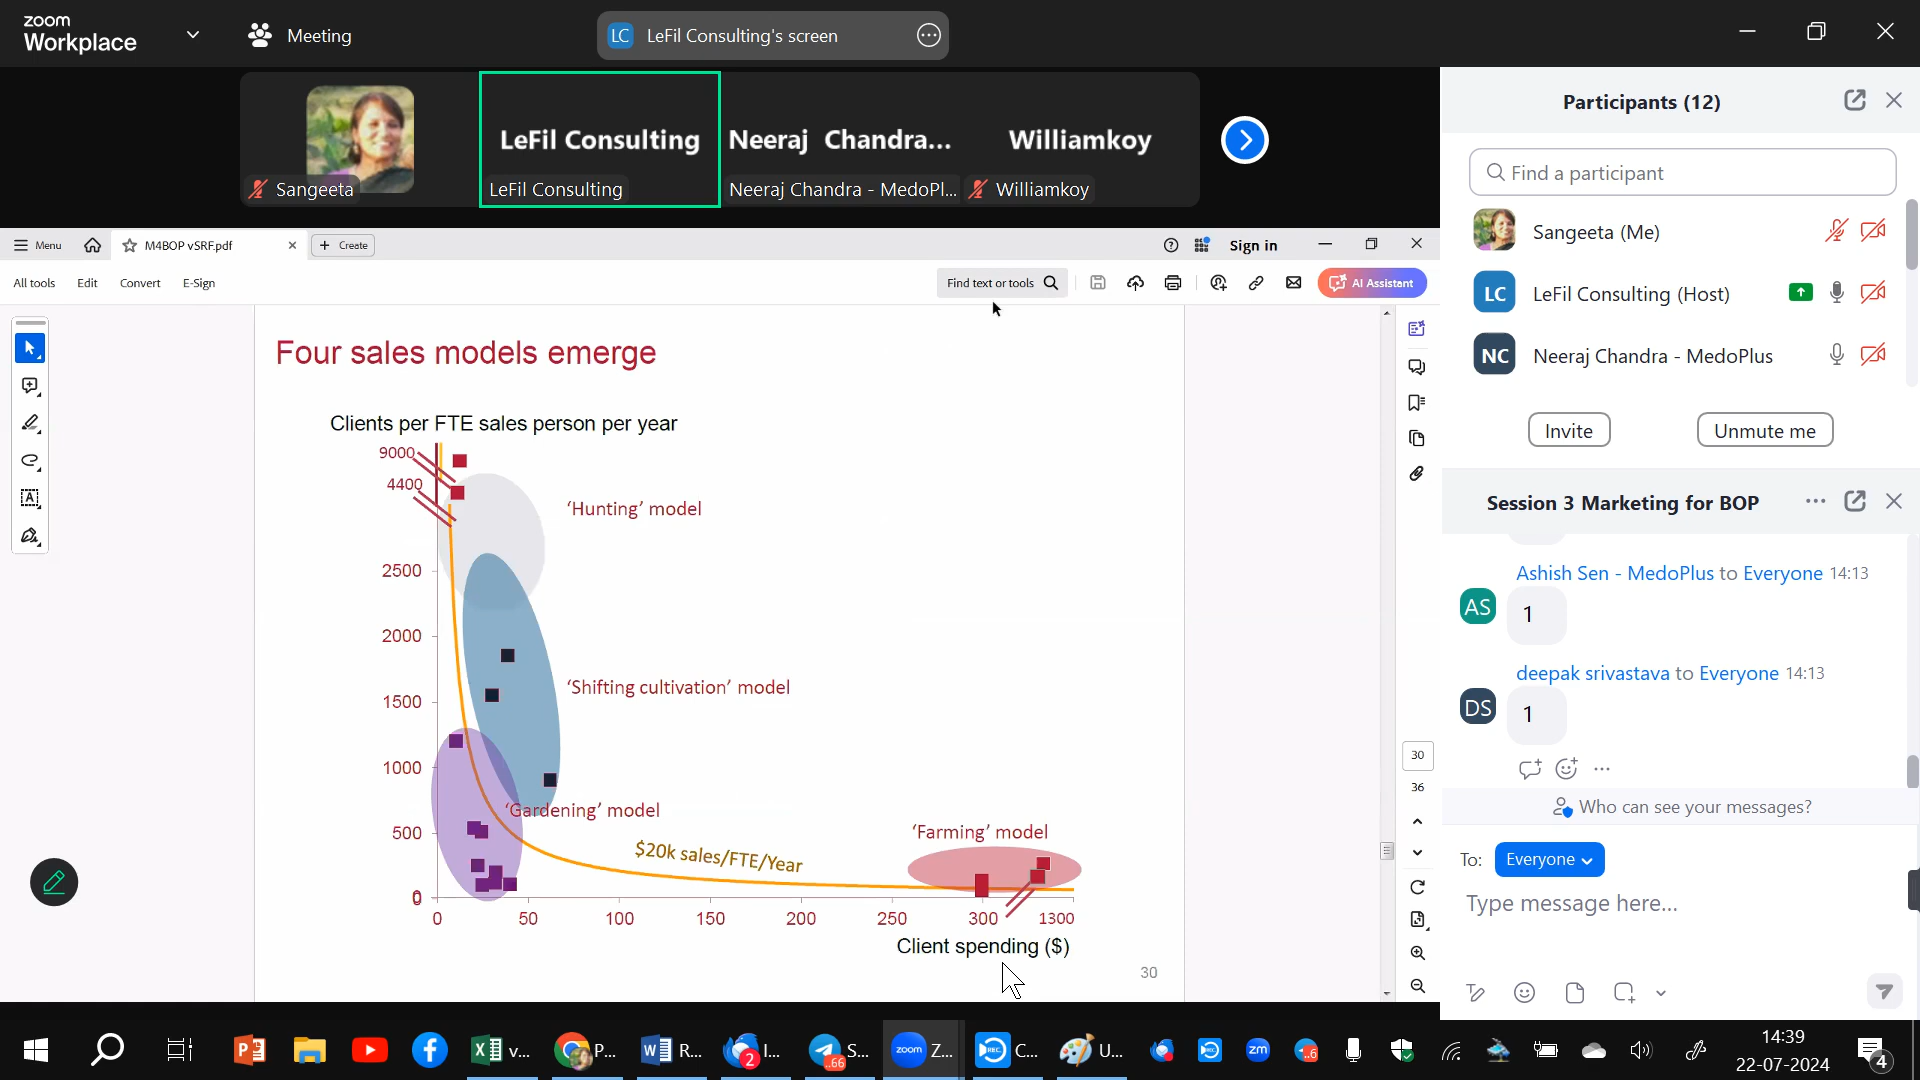 zoom
Workplace
Meeting
LC LeFil Consulting's screen
Sangeeta
LeFil Consulting
LeFil Consulting
Neeraj Chandra...
Neeraj Chandra - MedoPl...
Williamkoy
Williamkoy
Menu
M4BOP vSRF.pdf
Create
Sign in
All tools
Edit
Convert
E-Sign
Find text or tools
AI Assistant
Four sales models emerge
Clients per FTE sales person per year
9000
4400
2500
2000
1500
1000
500
0
0
‘Hunting’ model
‘Shifting cultivation’ model
‘Gardening’ model
$20k sales/FTE/Year
‘Farming’ model
0 50 100 150 200 250 300 1300
Client spending ($)
30
30
36
Participants (12)
Find a participant
Sangeeta (Me)
LC LeFil Consulting (Host)
NC Neeraj Chandra - MedoPlus
Invite
Unmute me
Session 3 Marketing for BOP
Ashish Sen - MedoPlus to Everyone 14:13
AS 1
deepak srivastava to Everyone 14:13
DS 1
Who can see your messages?
To: Everyone
Type message here...
v...
P...
R...
2
I...
S...
66
zoom
Z...
REC
C...
U...
zm
14:39
22-07-2024
4